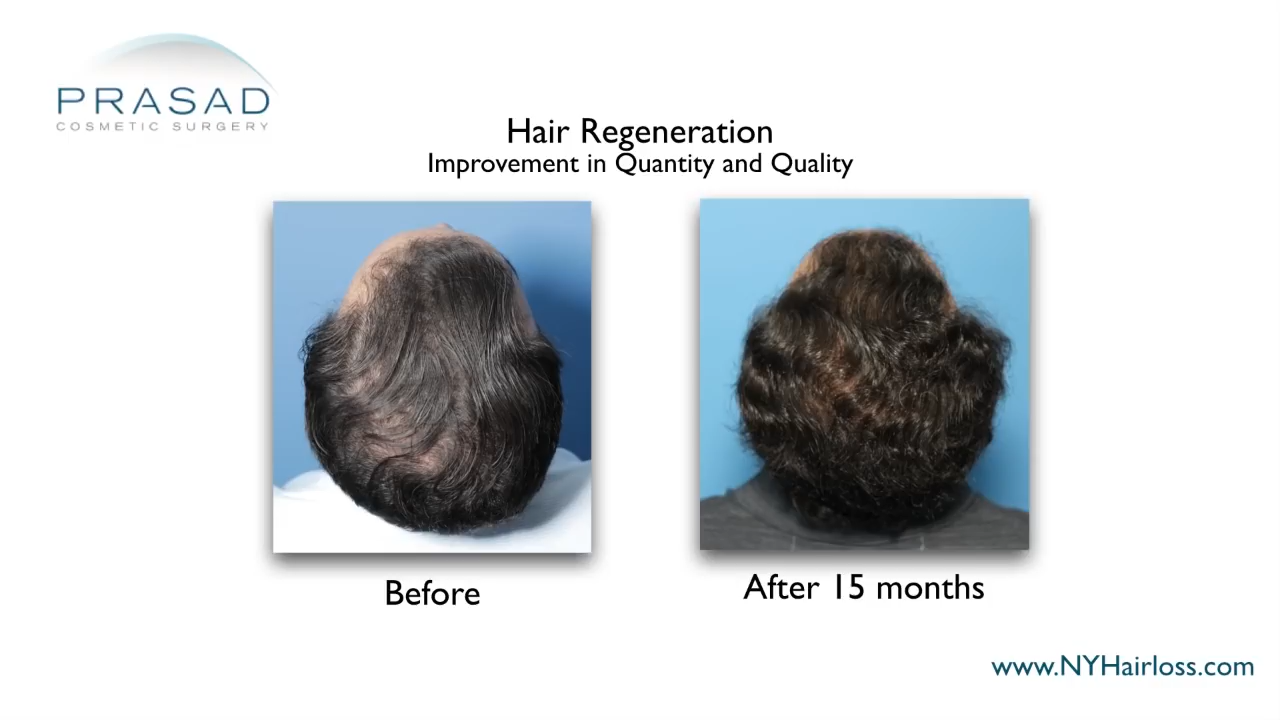 PRASAD
COSMETIC SURGERY
Hair Regeneration
Improvement in Quantity and Quality
Before
After 15 months
www.NYHairloss.com